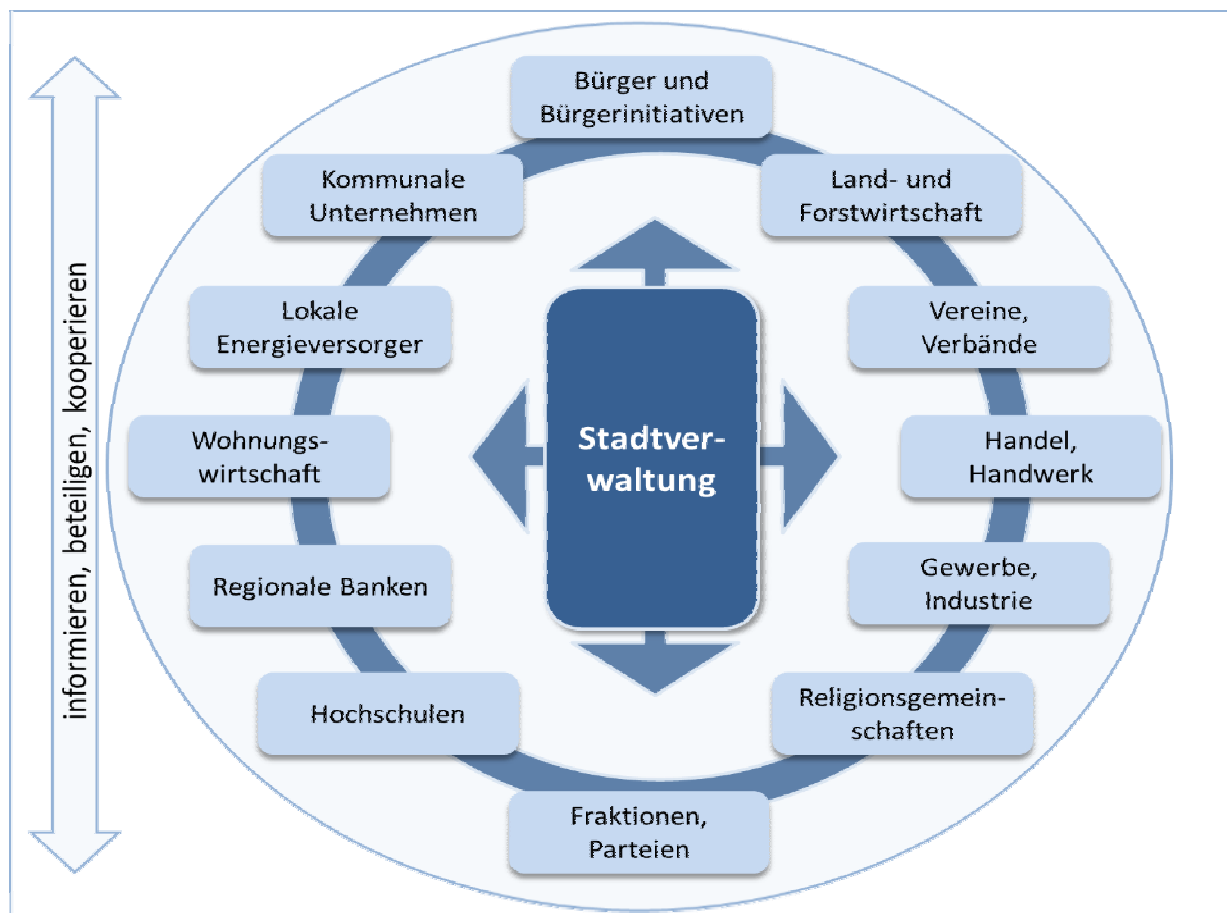 Bürger und
Bürgerinitiativen
Kommunale
Unternehmen
Land- und
Forstwirtschaft
Lokale
Energieversorger
Vereine,
Verbände
Wohnungs-
wirtschaft
Stadtver-
waltung
Handel,
Handwerk
Regionale Banken
Gewerbe,
Industrie
Hochschulen
Religionsgemein-
schaften
Fraktionen,
Parteien
informieren, beteiligen, kooperieren